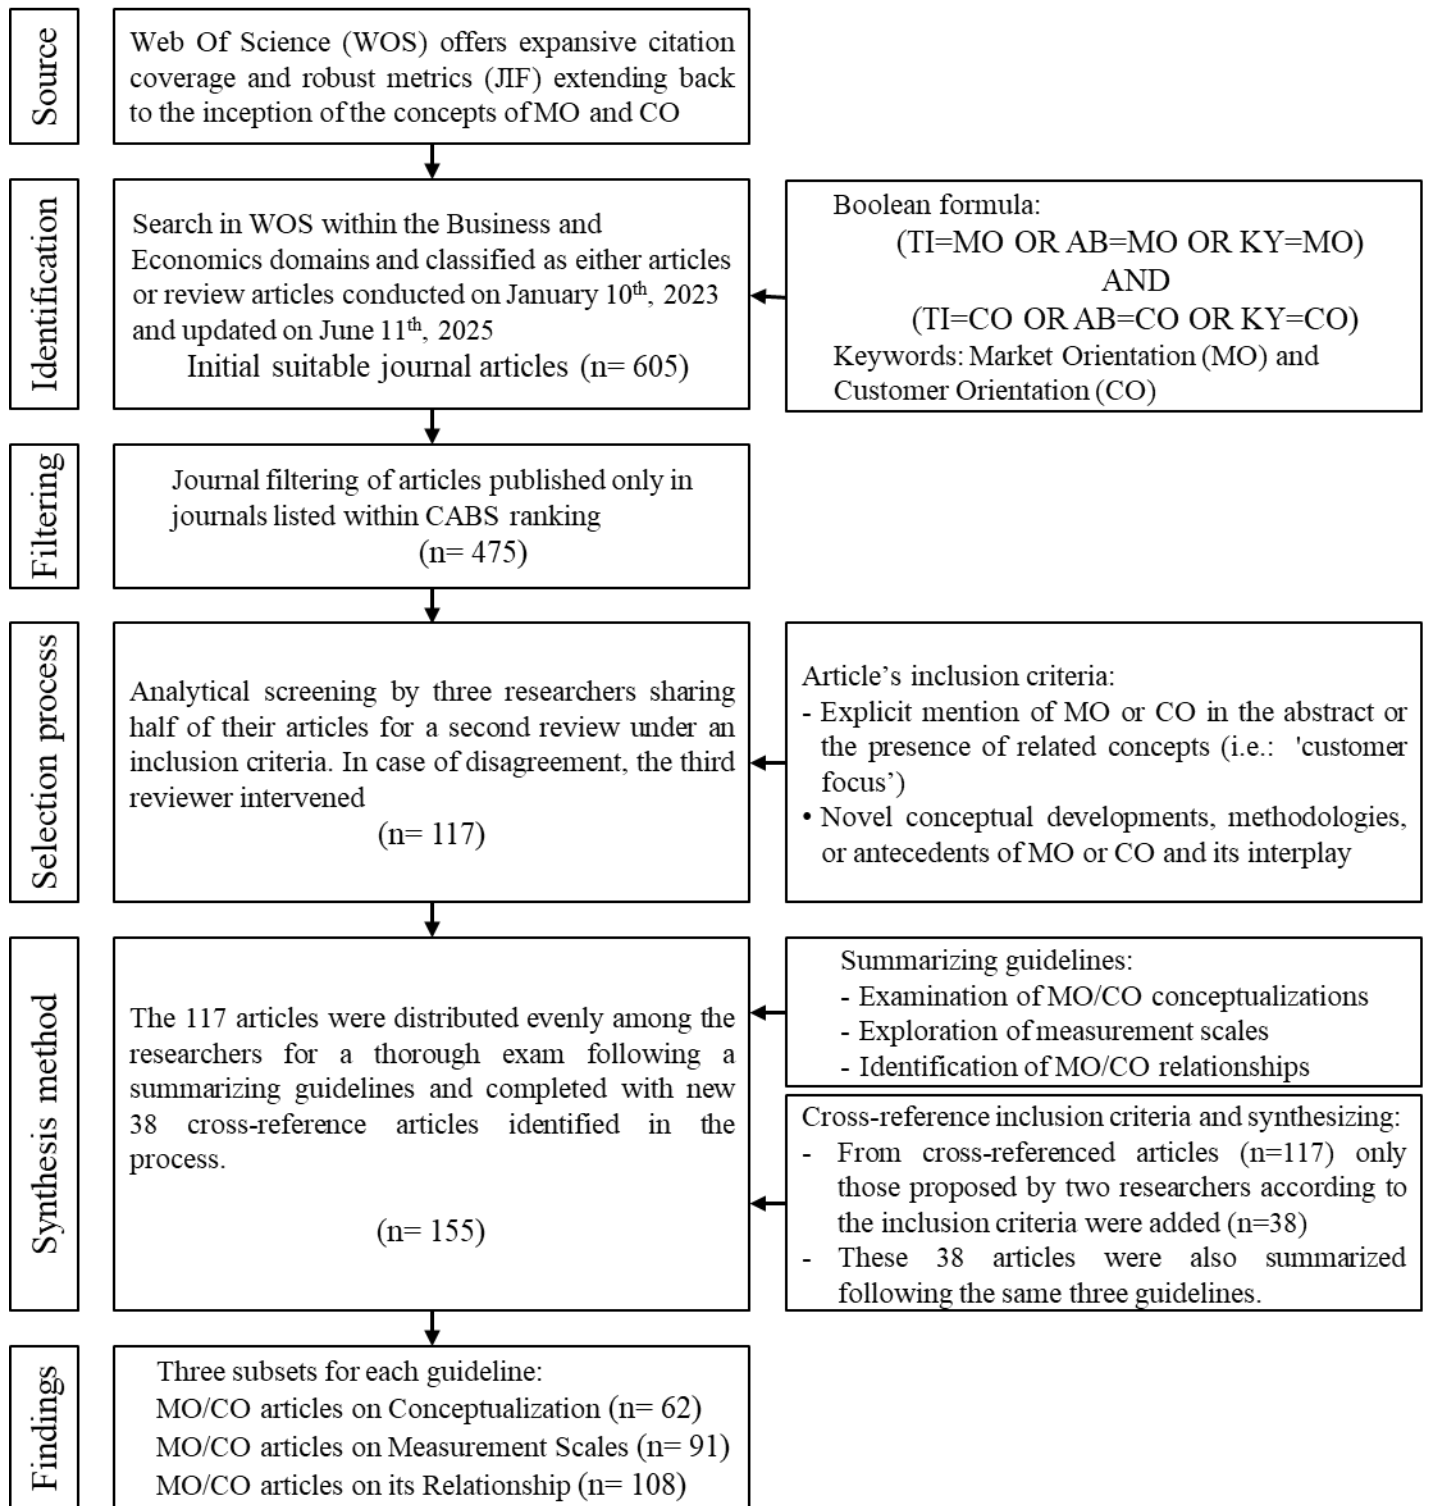 Source
Web Of Science (WOS) offers expansive citation
coverage and robust metrics (JIF) extending back
to the inception of the concepts of MO and CO
Identification
Search in WOS within the Business and
Economics domains and classified as either articles
or review articles conducted on January 10th, 2023
and updated on June 11th, 2025
Initial suitable journal articles (n= 605)
Boolean formula:
(TI=MO OR AB=MO OR KY=MO)
AND
(TI=CO OR AB=CO OR KY=CO)
Keywords: Market Orientation (MO) and
Customer Orientation (CO)
Filtering
Journal filtering of articles published only in
journals listed within CABS ranking
(n= 475)
Selection process
Analytical screening by three researchers sharing
half of their articles for a second review under an
inclusion criteria. In case of disagreement, the third
reviewer intervened
(n= 117)
Article’s inclusion criteria:
- Explicit mention of MO or CO in the abstract or
the presence of related concepts (i.e.: 'customer
focus’)
• Novel conceptual developments, methodologies,
or antecedents of MO or CO and its interplay
Synthesis method
The 117 articles were distributed evenly among the
researchers for a thorough exam following a
summarizing guidelines and completed with new
38 cross-reference articles identified in the
process.
(n= 155)
Summarizing guidelines:
- Examination of MO/CO conceptualizations
- Exploration of measurement scales
- Identification of MO/CO relationships
Cross-reference inclusion criteria and synthesizing:
- From cross-referenced articles (n=117) only
those proposed by two researchers according to
the inclusion criteria were added (n=38)
- These 38 articles were also summarized
following the same three guidelines.
Findings
Three subsets for each guideline:
MO/CO articles on Conceptualization (n= 62)
MO/CO articles on Measurement Scales (n= 91)
MO/CO articles on its Relationship (n= 108)